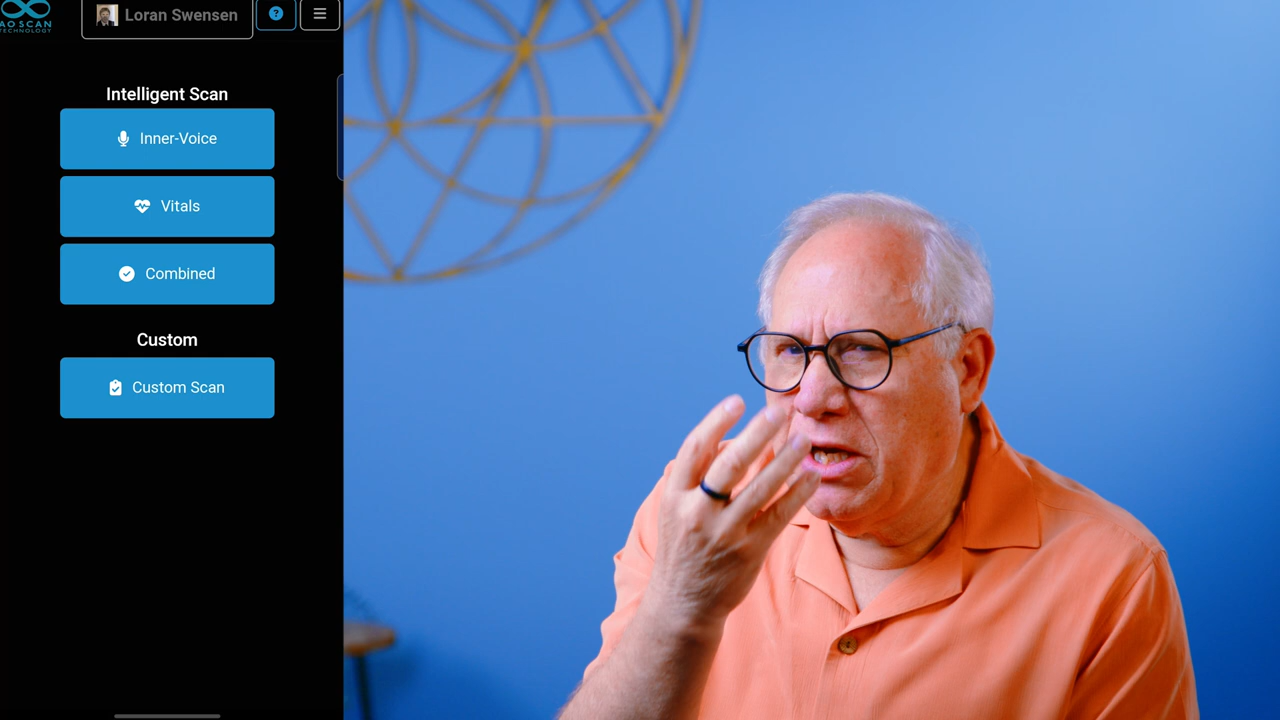 AO SCAN
TECHNOLOGY
Loran Swensen
?
Intelligent Scan
Inner-Voice
Vitals
Combined
Custom
Custom Scan